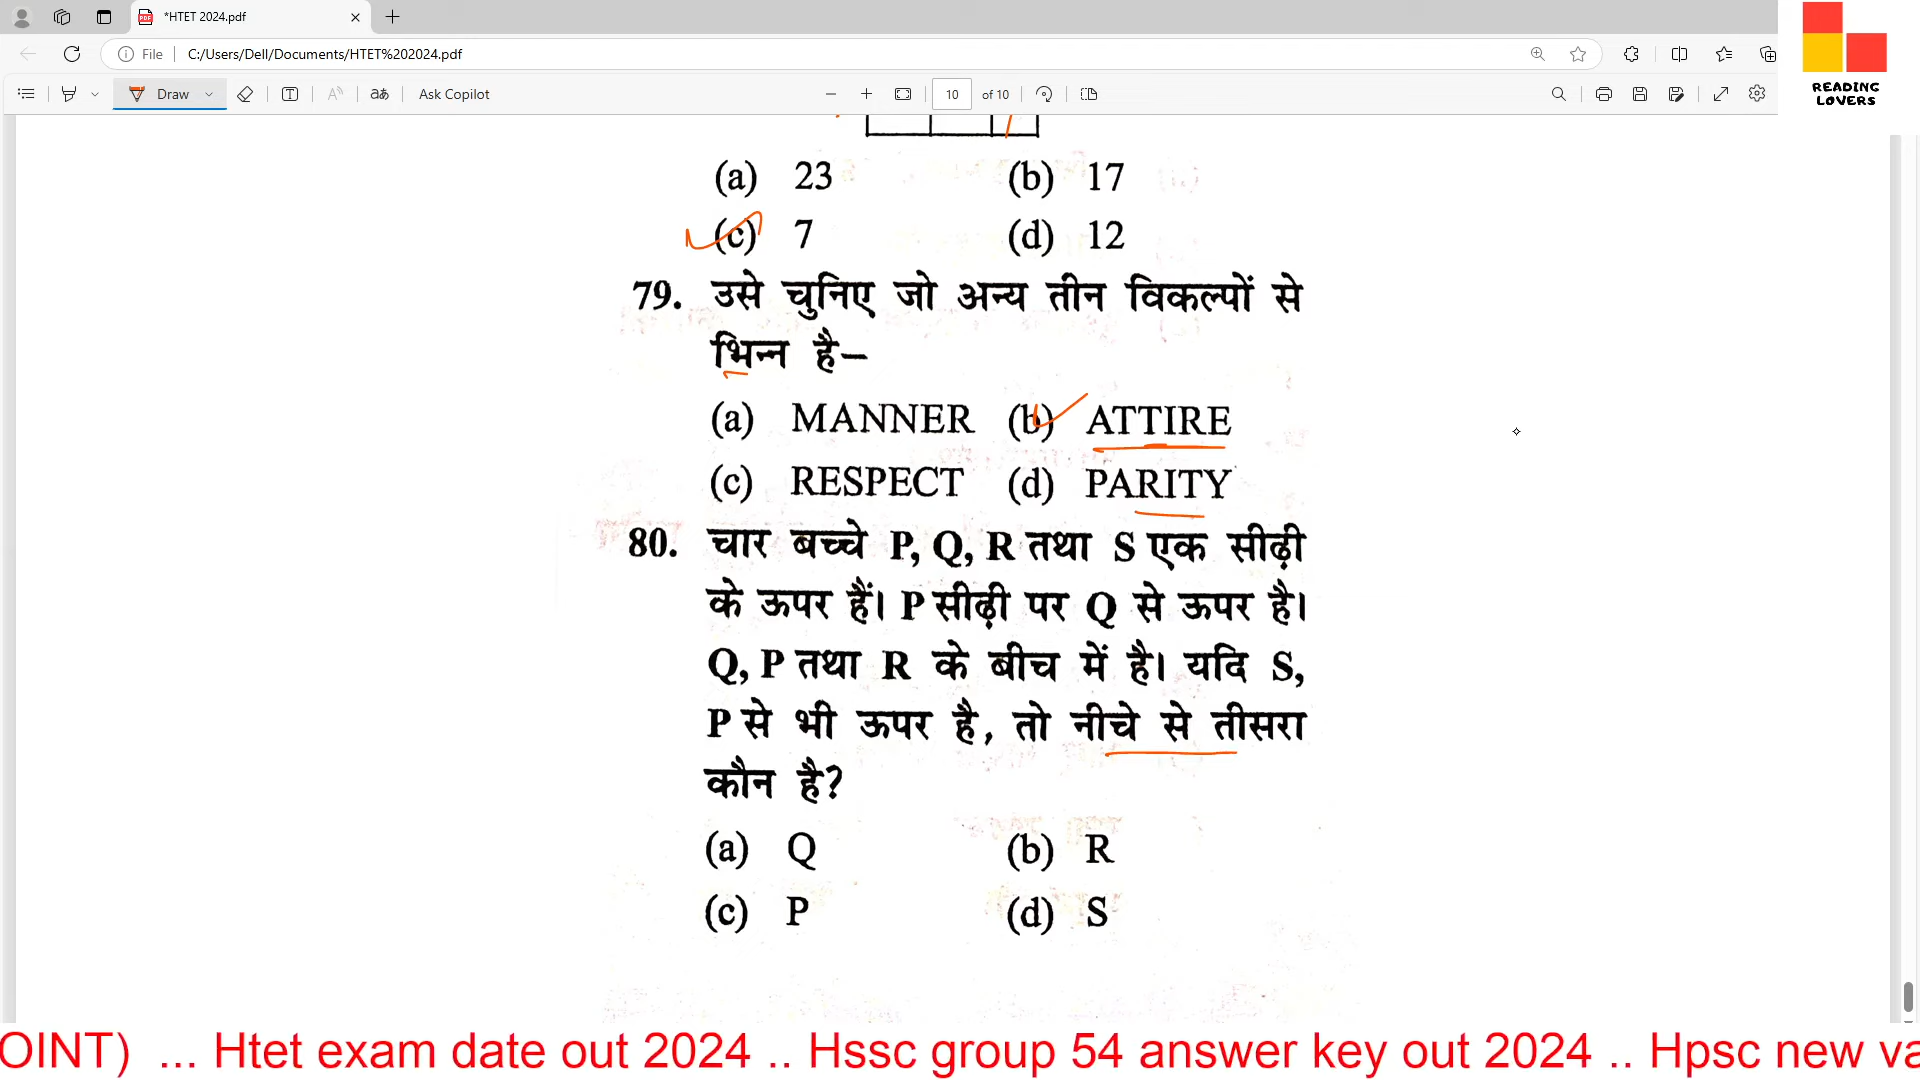 *HTET 2024.pdf
File
C:/Users/Dell/Documents/HTET%202024.pdf
Draw
Ask Copilot
10 of 10
READING
LOVERS
(a) 23 (b) 17
(c) 7 (d) 12
79. उसे चुनिए जो अन्य तीन विकल्पों से
भिन्न है–
(a) MANNER (b) ATTIRE
(c) RESPECT (d) PARITY
80. चार बच्चे P, Q, R तथा S एक सीढ़ी
के ऊपर हैं। P सीढ़ी पर Q से ऊपर है।
Q, P तथा R के बीच में है। यदि S,
P से भी ऊपर है, तो नीचे से तीसरा
कौन है?
(a) Q (b) R
(c) P (d) S
OINT) ... Htet exam date out 2024 .. Hssc group 54 answer key out 2024 .. Hpsc new va